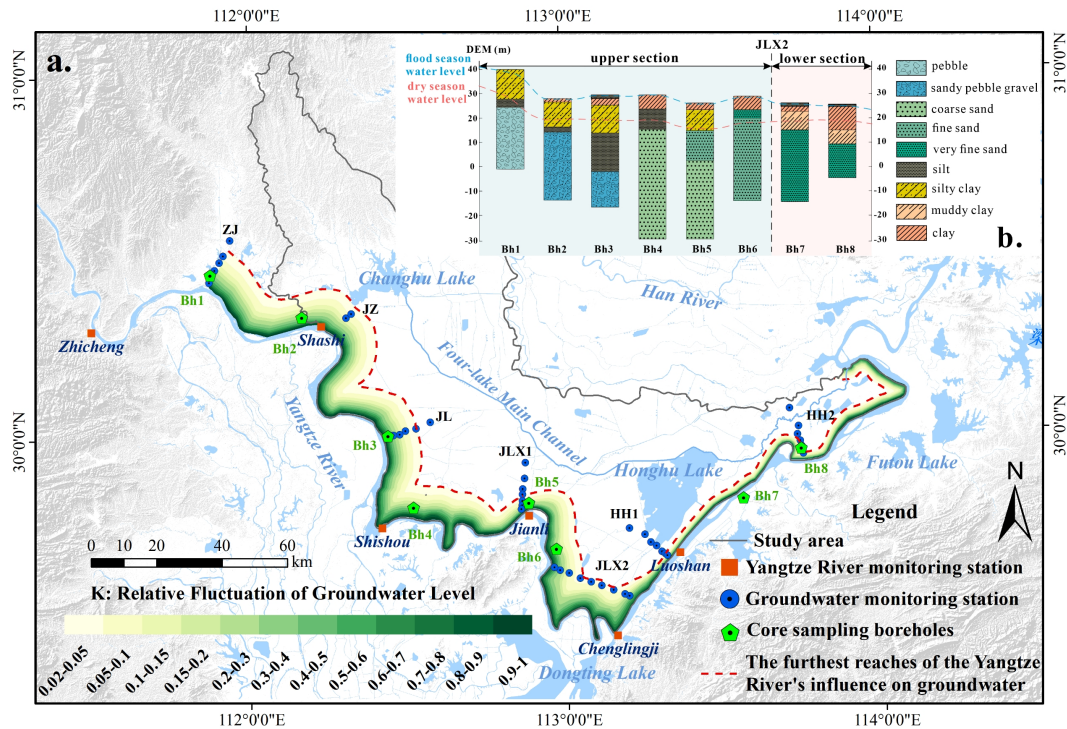 112°0'0"E
113°0'0"E
114°0'0"E
31°0'0"N
31°0'0"N
30°0'0"N
30°0'0"N
a.
DEM (m)
JLX2
upper section
lower section
flood season
water level
dry season
water level
40
30
20
10
0
-10
-20
-30
40
30
20
10
0
-10
-20
-30
Bh1
Bh2
Bh3
Bh4
Bh5
Bh6
Bh7
Bh8
b.
pebble
sandy pebble gravel
coarse sand
fine sand
very fine sand
silt
silty clay
muddy clay
clay
ZJ
Bh1
Zhicheng
Bh2
Shashi
JZ
Changhu Lake
Han River
Four-lake Main Channel
Yangtze River
JL
Bh3
JLX1
Bh5
Jianli
Bh4
Shishou
Bh6
JLX2
HH1
Honghu Lake
Luoshan
Bh7
HH2
Bh8
Futou Lake
Chenglingji
Dongting Lake
N
0 10 20 40 60
km
K: Relative Fluctuation of Groundwater Level
0.02-0.05
0.05-0.1
0.1-0.15
0.15-0.2
0.2-0.3
0.3-0.4
0.4-0.5
0.5-0.6
0.6-0.7
0.7-0.8
0.8-0.9
0.9-1
Legend
Study area
Yangtze River monitoring station
Groundwater monitoring station
Core sampling boreholes
The furthest reaches of the Yangtze
River's influence on groundwater
112°0'0"E
113°0'0"E
114°0'0"E